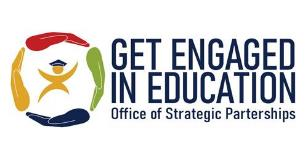 GET ENGAGED
IN EDUCATION
Office of Strategic Parterships